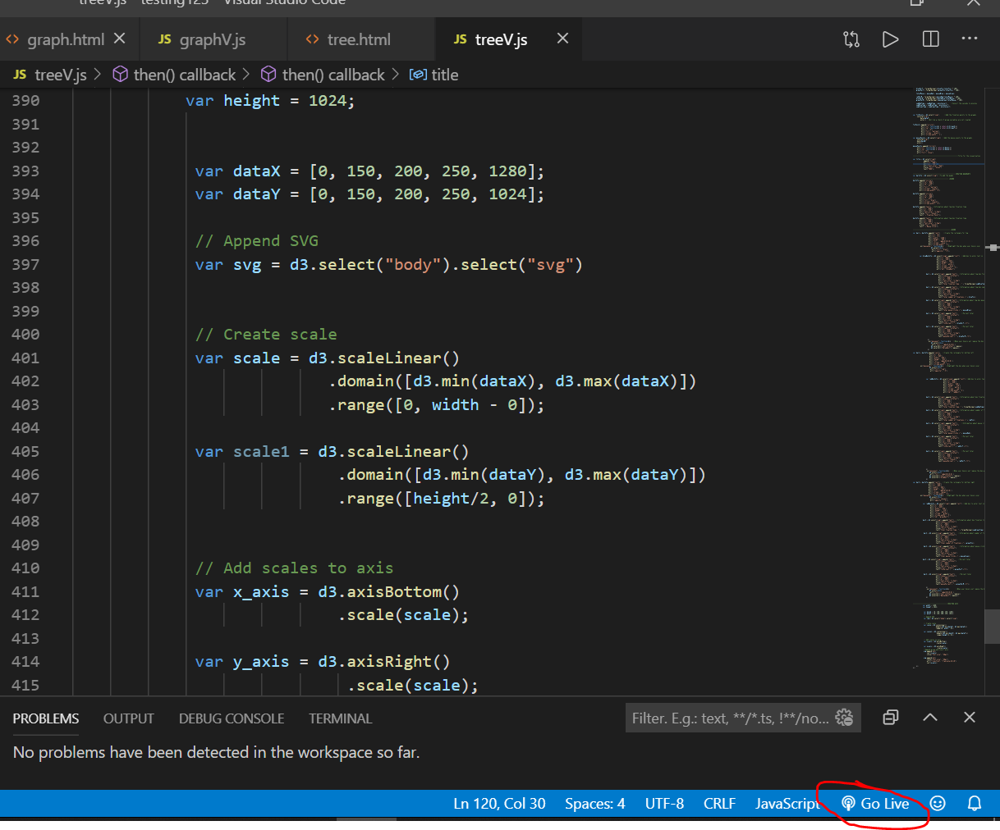 treeV.js - testing123 - Visual Studio Code
graph.html
JS graphV.js
tree.html
JS treeV.js
JS treeV.js > then() callback > then() callback > title
390 var height = 1024;
391
392
393 var dataX = [0, 150, 200, 250, 1280];
394 var dataY = [0, 150, 200, 250, 1024];
395
396 // Append SVG
397 var svg = d3.select("body").select("svg")
398
399
400 // Create scale
401 var scale = d3.scaleLinear()
402 .domain([d3.min(dataX), d3.max(dataX)])
403 .range([0, width - 0]);
404
405 var scale1 = d3.scaleLinear()
406 .domain([d3.min(dataY), d3.max(dataY)])
407 .range([height/2, 0]);
408
409
410 // Add scales to axis
411 var x_axis = d3.axisBottom()
412 .scale(scale);
413
414 var y_axis = d3.axisRight()
415 .scale(scale);
PROBLEMS OUTPUT DEBUG CONSOLE TERMINAL
Filter. E.g.: text, **/*.ts, !**/no...
No problems have been detected in the workspace so far.
Ln 120, Col 30 Spaces: 4 UTF-8 CRLF JavaScript Go Live